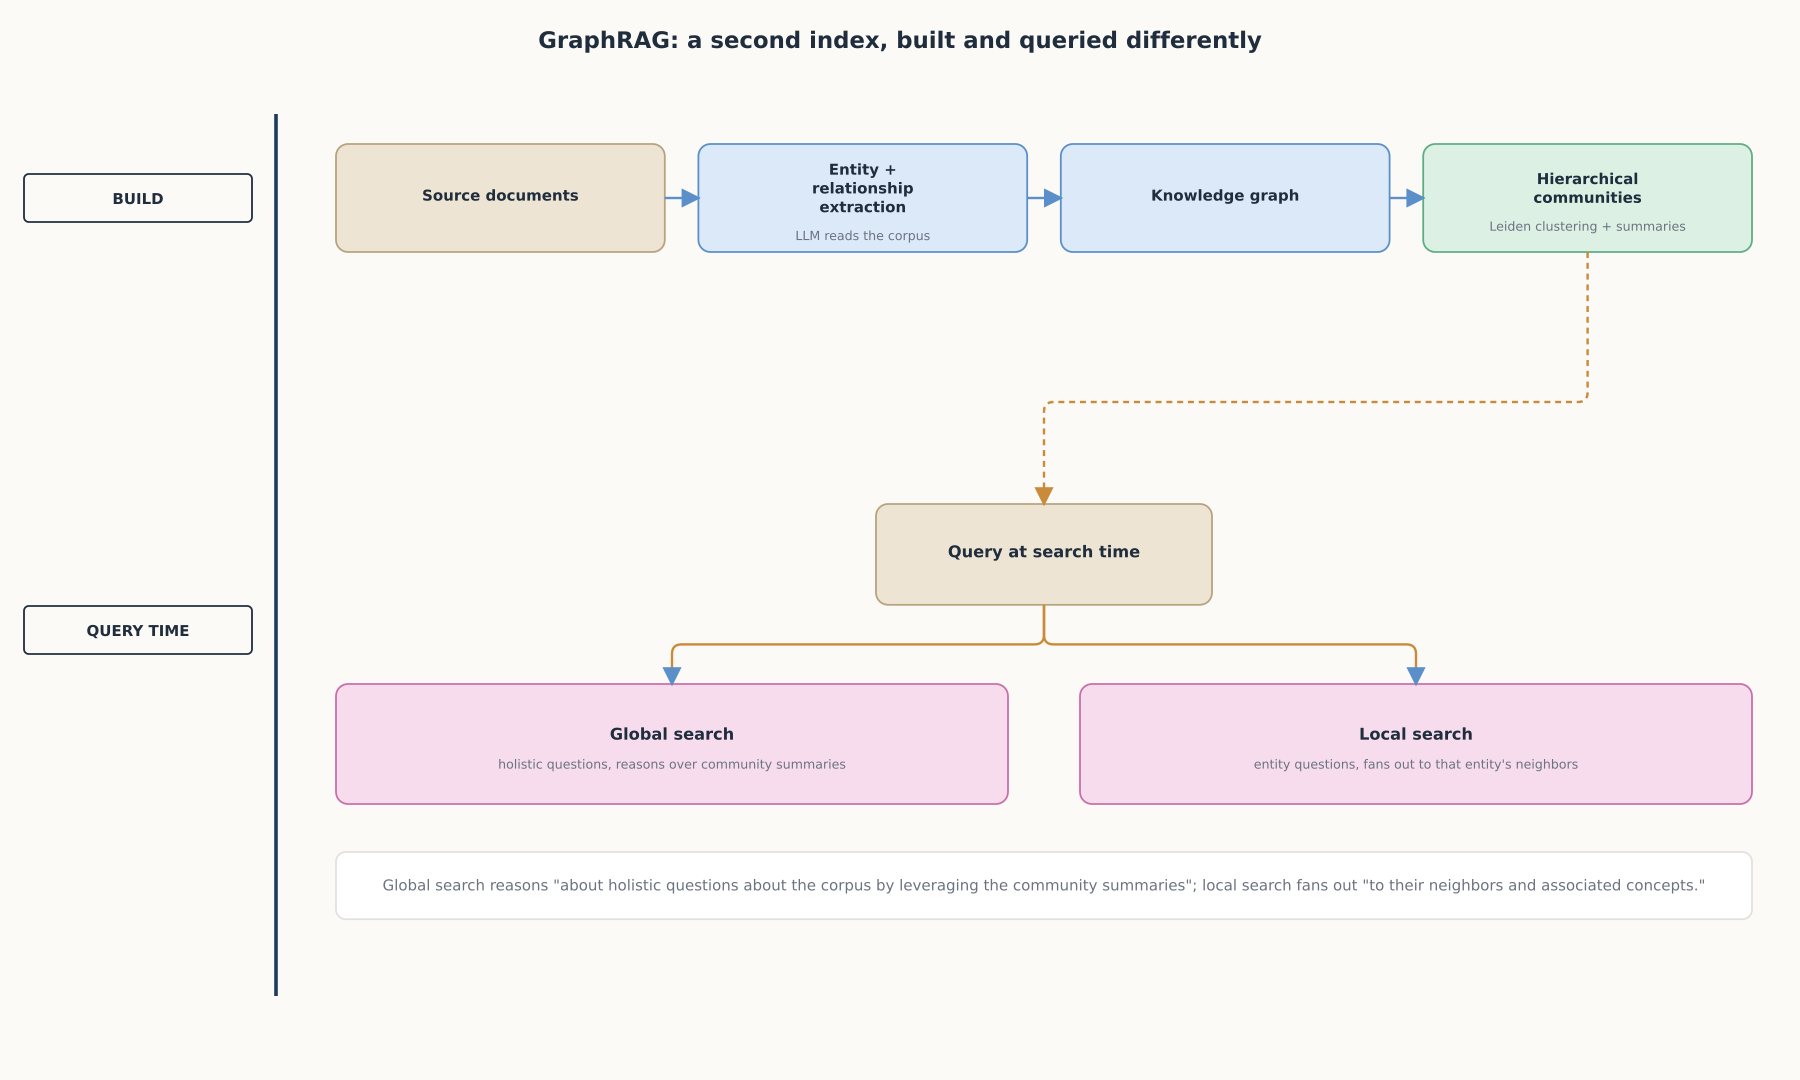 GraphRAG: a second index, built and queried differently
BUILD
Source documents
Entity +
relationship
extraction
LLM reads the corpus
Knowledge graph
Hierarchical
communities
Leiden clustering + summaries
Query at search time
QUERY TIME
Global search
holistic questions, reasons over community summaries
Local search
entity questions, fans out to that entity's neighbors
Global search reasons "about holistic questions about the corpus by leveraging the community summaries"; local search fans out "to their neighbors and associated concepts."